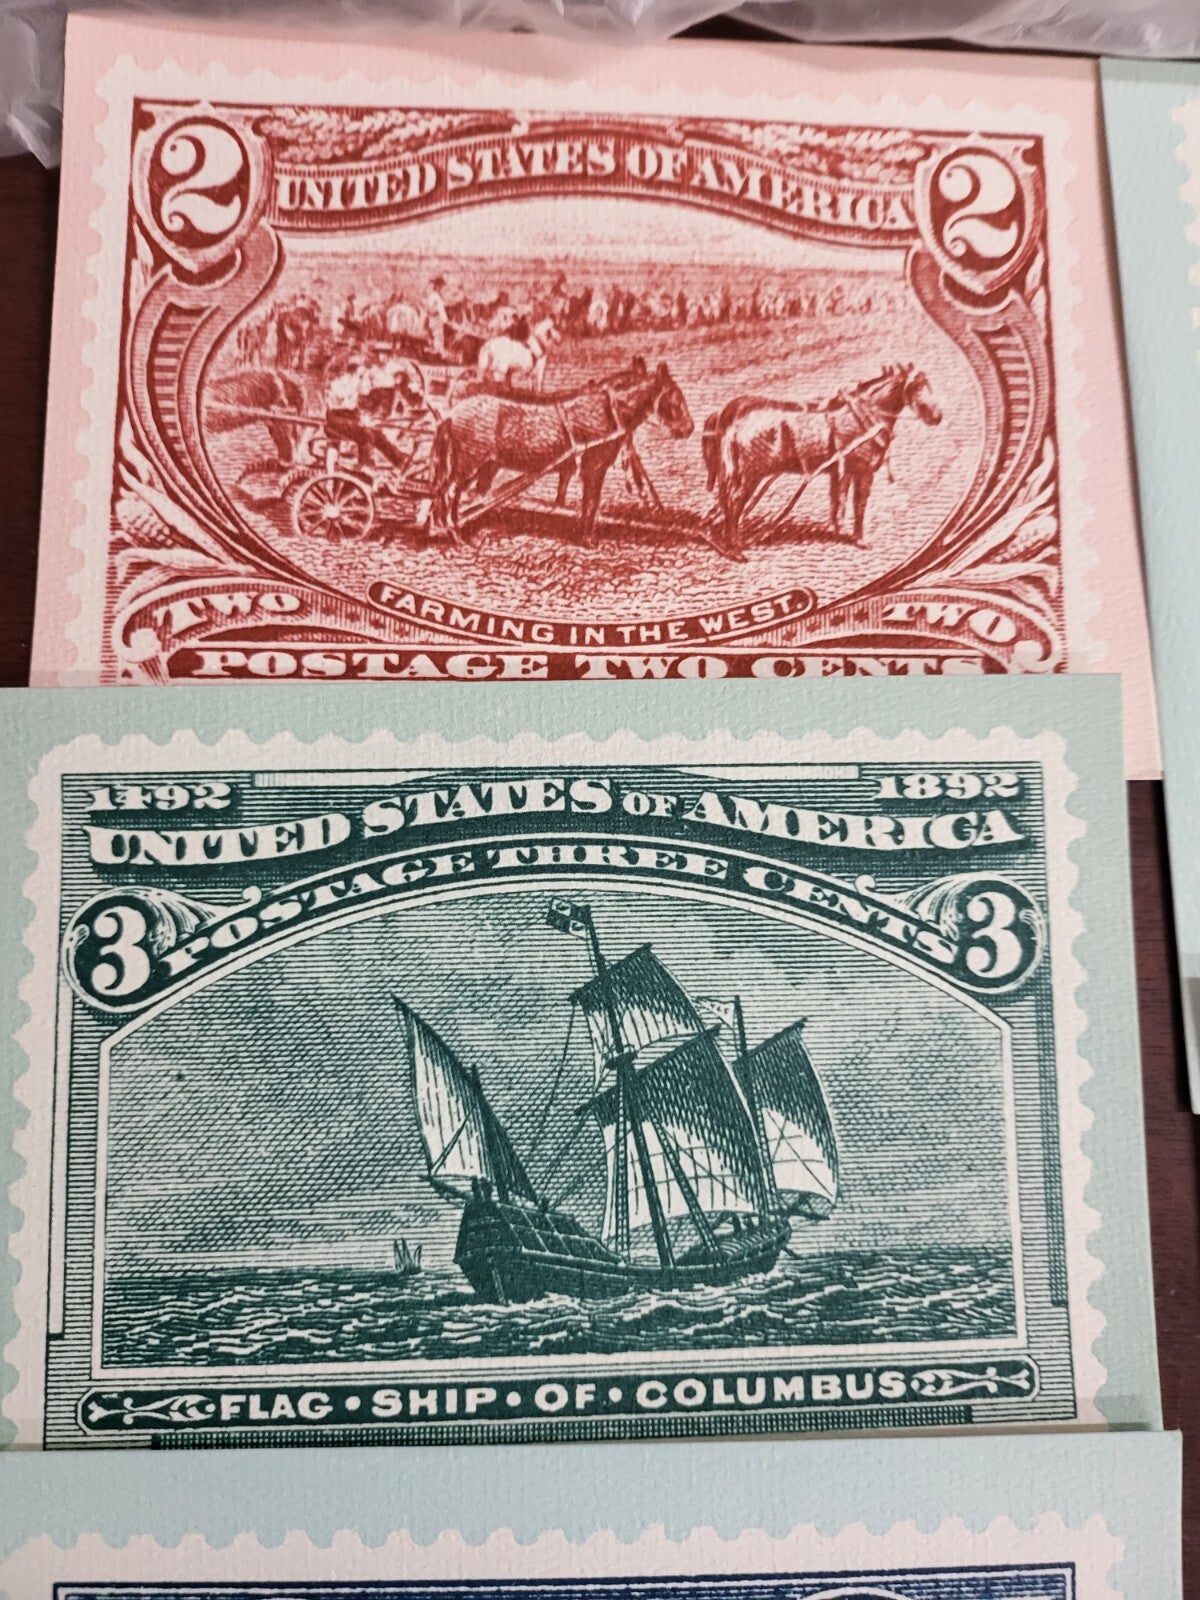 2 UNITED STATES OF AMERICA 2
FARMING IN THE WEST.
TWO TWO
POSTAGE TWO CENTS
1492 1892
UNITED STATES OF AMERICA
POSTAGE THREE CENTS
3 3
FLAG • SHIP • OF • COLUMBUS